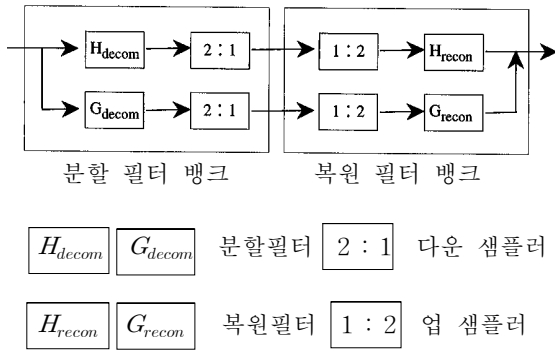 H_decom 2:1 1:2 H_recon
G_decom 2:1 1:2 G_recon
분할 필터 뱅크 복원 필터 뱅크
H_decom G_decom 분할필터 2 : 1 다운 샘플러
H_recon G_recon 복원필터 1 : 2 업 샘플러